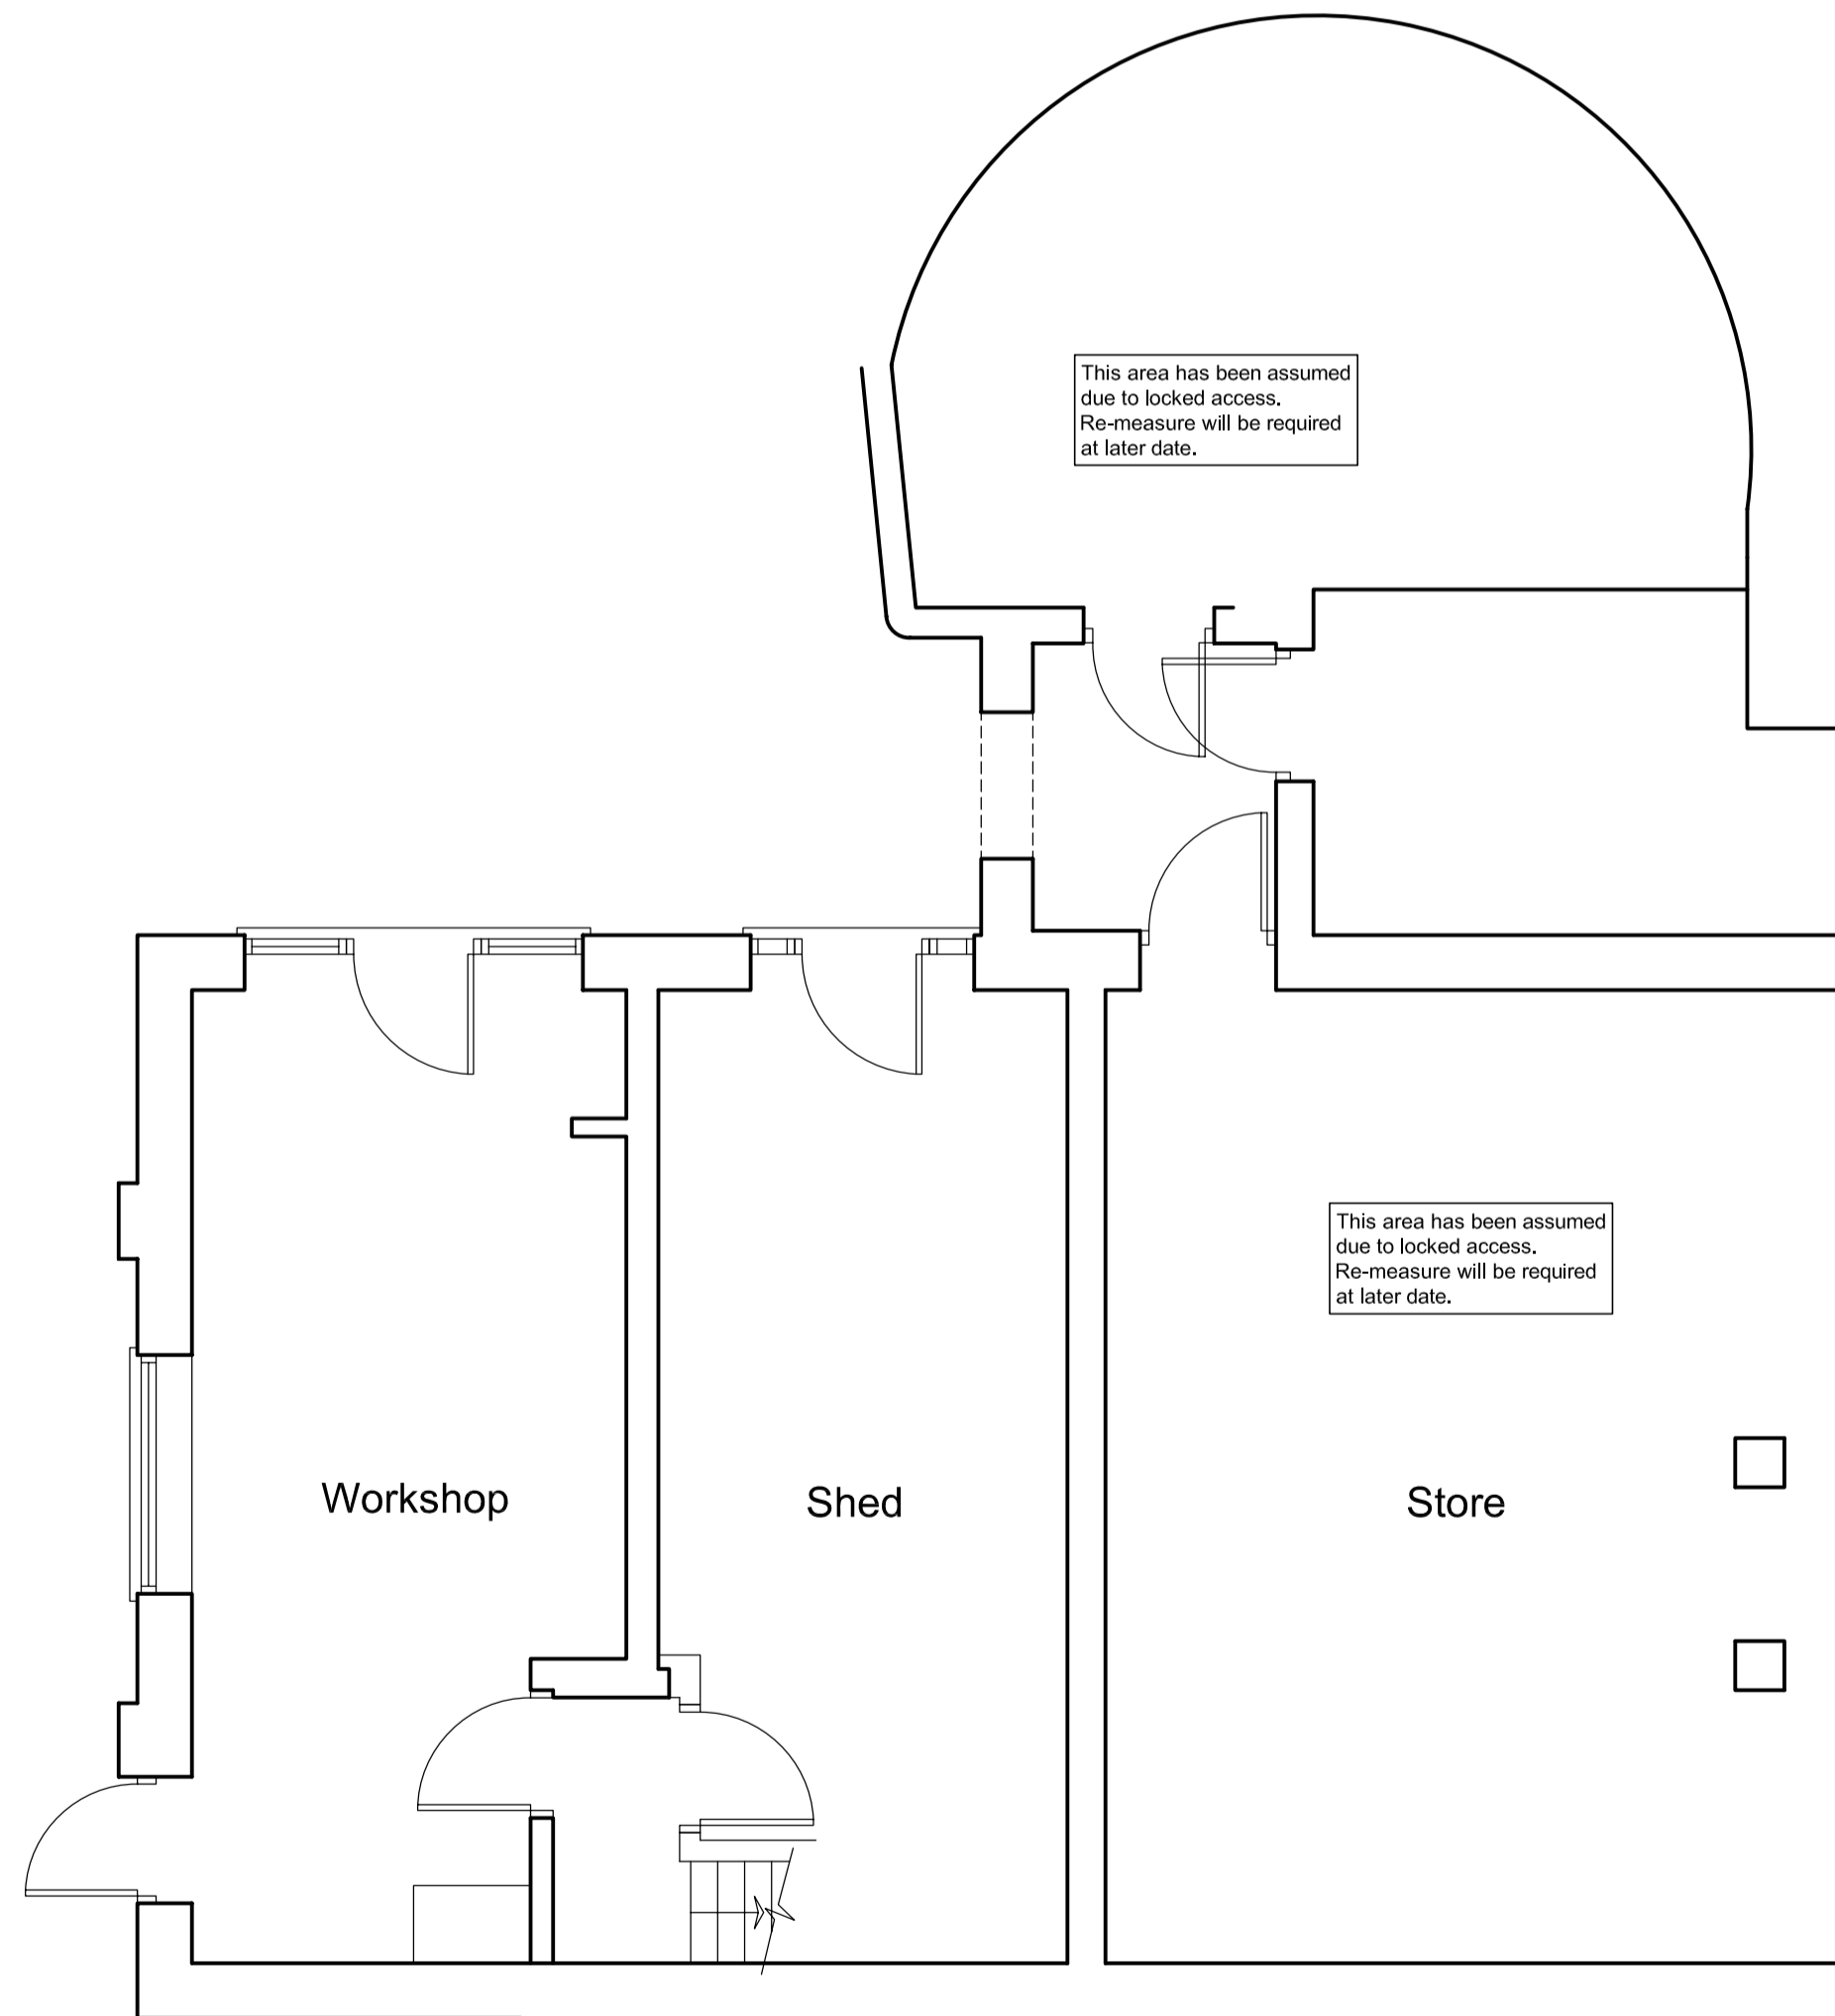 This area has been assumed
due to locked access.
Re-measure will be required
at later date.
This area has been assumed
due to locked access.
Re-measure will be required
at later date.
Workshop
Shed
Store